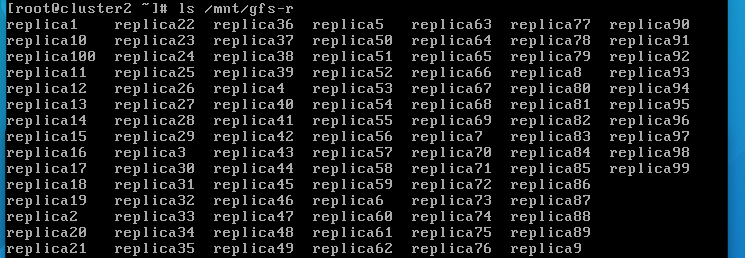 [root@cluster2 ~]# ls /mnt/gfs-r
replica1 replica22 replica36 replica5 replica63 replica77 replica90
replica10 replica23 replica37 replica50 replica64 replica78 replica91
replica100 replica24 replica38 replica51 replica65 replica79 replica92
replica11 replica25 replica39 replica52 replica66 replica8 replica93
replica12 replica26 replica4 replica53 replica67 replica80 replica94
replica13 replica27 replica40 replica54 replica68 replica81 replica95
replica14 replica28 replica41 replica55 replica69 replica82 replica96
replica15 replica29 replica42 replica56 replica7 replica83 replica97
replica16 replica3 replica43 replica57 replica70 replica84 replica98
replica17 replica30 replica44 replica58 replica71 replica85 replica99
replica18 replica31 replica45 replica59 replica72 replica86
replica19 replica32 replica46 replica6 replica73 replica87
replica2 replica33 replica47 replica60 replica74 replica88
replica20 replica34 replica48 replica61 replica75 replica89
replica21 replica35 replica49 replica62 replica76 replica9